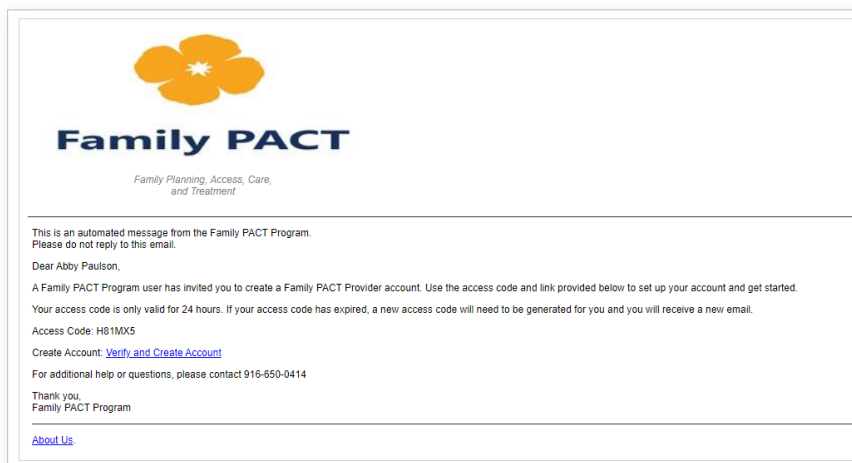 Family PACT
Family Planning, Access, Care,
and Treatment
This is an automated message from the Family PACT Program.
Please do not reply to this email.
Dear Abby Paulson,
A Family PACT Program user has invited you to create a Family PACT Provider account. Use the access code and link provided below to set up your account and get started.
Your access code is only valid for 24 hours. If your access code has expired, a new access code will need to be generated for you and you will receive a new email.
Access Code: H81MX5
Create Account: Verify and Create Account
For additional help or questions, please contact 916-650-0414
Thank you,
Family PACT Program
About Us.